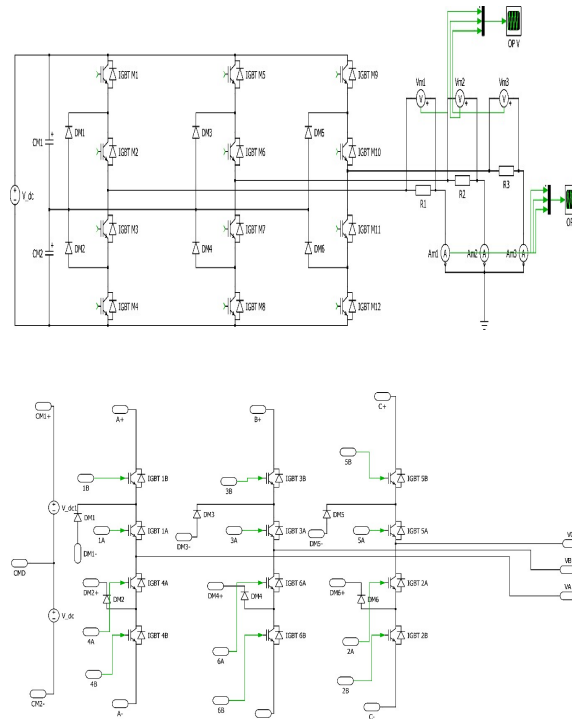 OP V
Vm1 Vm2 Vm3
IGBT M1 IGBT M5 IGBT M9
CM1 DM1 DM3 DM5
IGBT M2 IGBT M6 IGBT M10
V_dc
R1 R2 R3
OP
CM2 DM2 DM4 DM6
IGBT M3 IGBT M7 IGBT M11
Am1 Am2 Am3
IGBT M4 IGBT M8 IGBT M12
CM1+ A+ B+ C+
5B
1B IGBT 1B 3B IGBT 3B IGBT 5B
V_dc1 DM1 DM3 DM5
1A IGBT 1A 3A IGBT 3A 5A IGBT 5A
DM1- DM3- DM5-
VB
CMD
VA
DM2+ DM2 IGBT 4A DM4+ DM4 IGBT 6A DM6+ DM6 IGBT 2A
V_dc
4A IGBT 4B 6A IGBT 6B 2A IGBT 2B
4B 6B 2B
CM2- A- C-